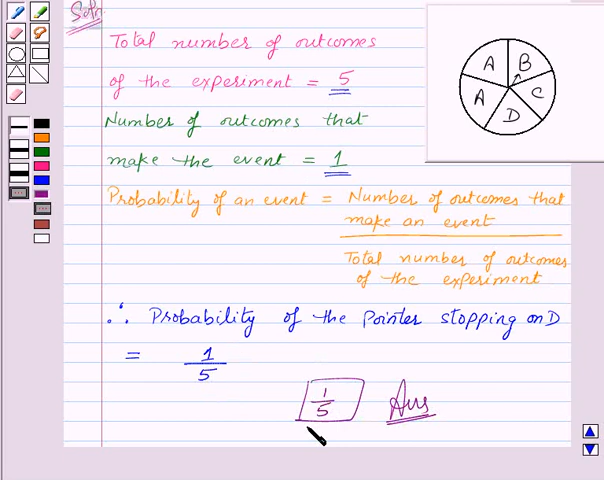 Soln.
Total number of outcomes
of the experiment = 5
Number of outcomes that
make the event = 1
Probability of an event = Number of outcomes that
make an event
Total number of outcomes
of the experiment
∴ Probability of the Pointer stopping on D
= 1
5
1
5
Ans
A B
A C
D